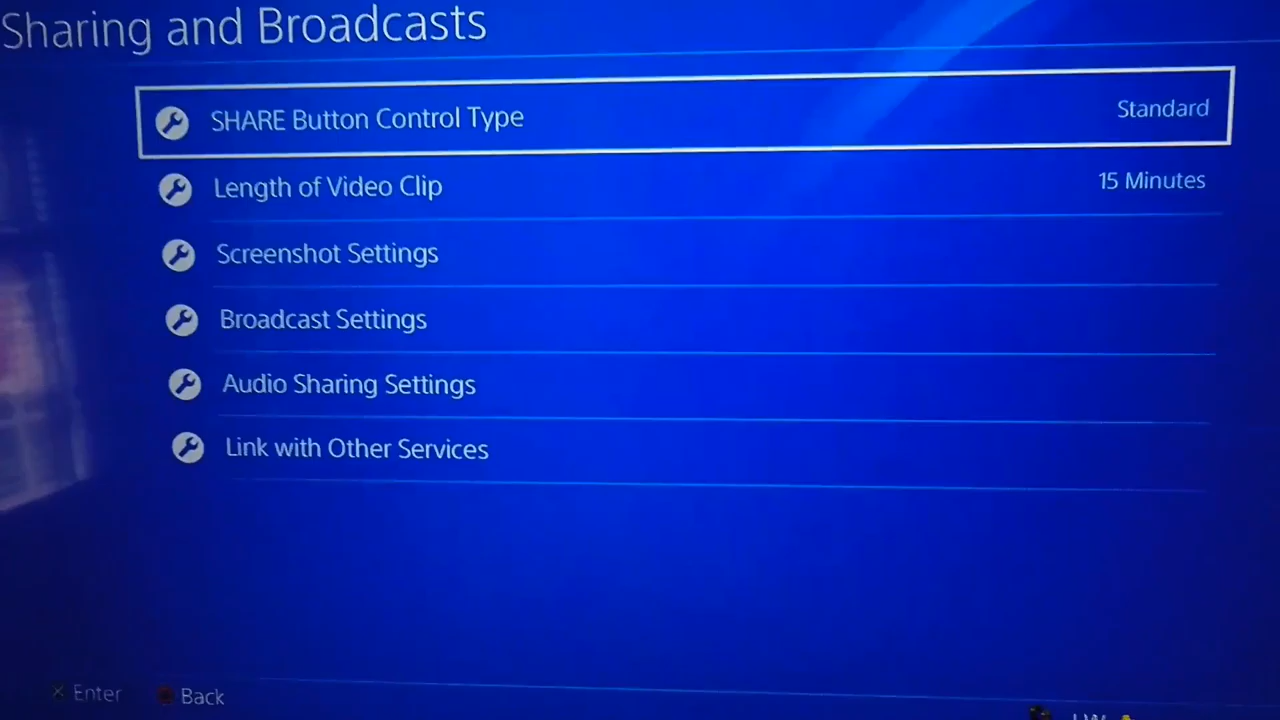 Sharing and Broadcasts
SHARE Button Control Type Standard
Length of Video Clip 15 Minutes
Screenshot Settings
Broadcast Settings
Audio Sharing Settings
Link with Other Services
Enter Back